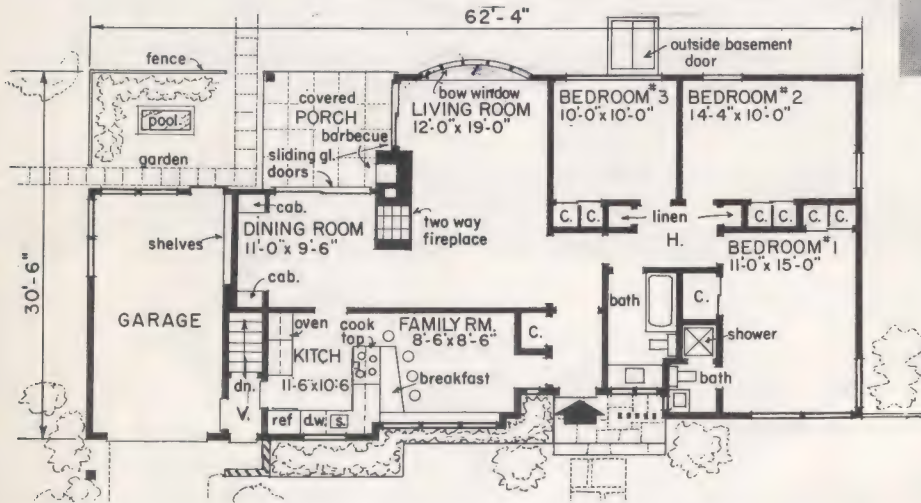 62'-4"
fence
outside basement
door
30'-6"
pool
garden
covered
PORCH
barbecue
sliding gl.
doors
bow window
LIVING ROOM
12'-0" x 19'-0"
BEDROOM #3
10'-0" x 10'-0"
BEDROOM #2
14'-4" x 10'-0"
cab.
shelves
DINING ROOM
11'-0" x 9'-6"
cab.
two way
fireplace
C.
C.
linen
C.
C.
C.
C.
H.
BEDROOM #1
11'-0" x 15'-0"
GARAGE
bath
C.
shower
bath
oven
cook
top
FAMILY RM.
8'-6" x 8'-6"
C.
KITCH
11-6" x 10'-6
breakfast
dn.
V.
ref
d.w.
s.